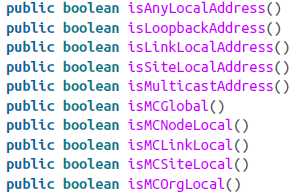 public boolean isAnyLocalAddress()
public boolean isLoopbackAddress()
public boolean isLinkLocalAddress()
public boolean isSiteLocalAddress()
public boolean isMulticastAddress()
public boolean isMCGlobal()
public boolean isMCNodeLocal()
public boolean isMCLinkLocal()
public boolean isMCSiteLocal()
public boolean isMCOrgLocal()